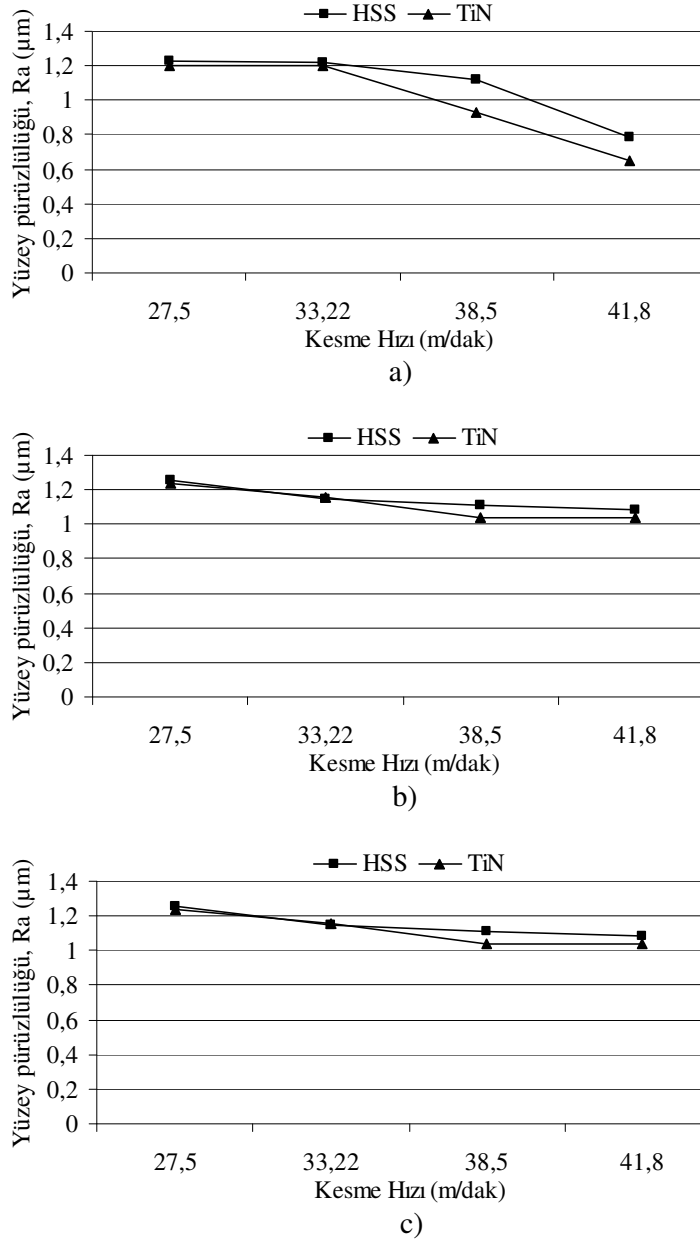 HSS TiN
1,4
1,2
1
0,8
0,6
0,4
0,2
0
Yüzey pürüzlülüğü, Ra (µm)
27,5 33,22 38,5 41,8
Kesme Hızı (m/dak)
a)
HSS TiN
1,4
1,2
1
0,8
0,6
0,4
0,2
0
Yüzey pürüzlülüğü, Ra (µm)
27,5 33,22 38,5 41,8
Kesme Hızı (m/dak)
b)
HSS TiN
1,4
1,2
1
0,8
0,6
0,4
0,2
0
Yüzey pürüzlülüğü, Ra (µm)
27,5 33,22 38,5 41,8
Kesme Hızı (m/dak)
c)